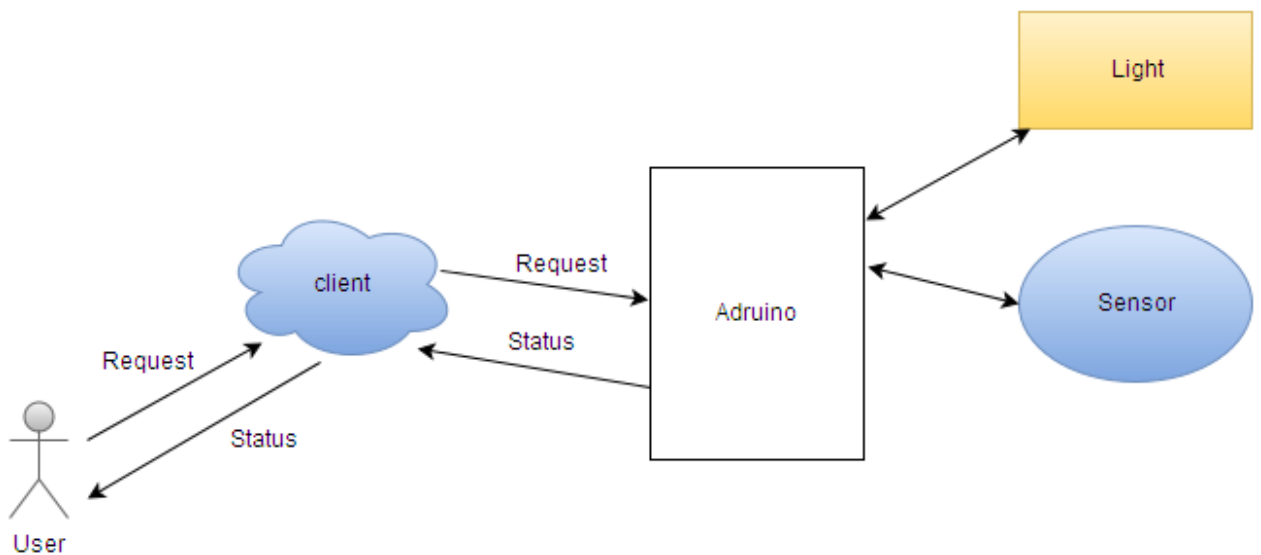 Light
Request
client
Sensor
Adruino
Status
Request
Status
User